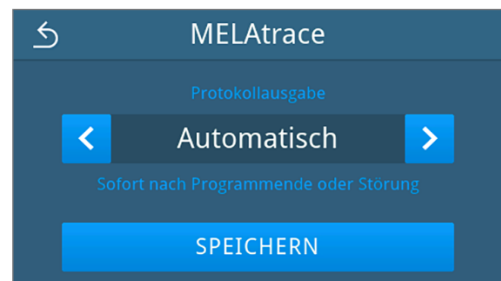 MELAtrace
Protokollausgabe
Automatisch
Sofort nach Programmende oder Störung
SPEICHERN